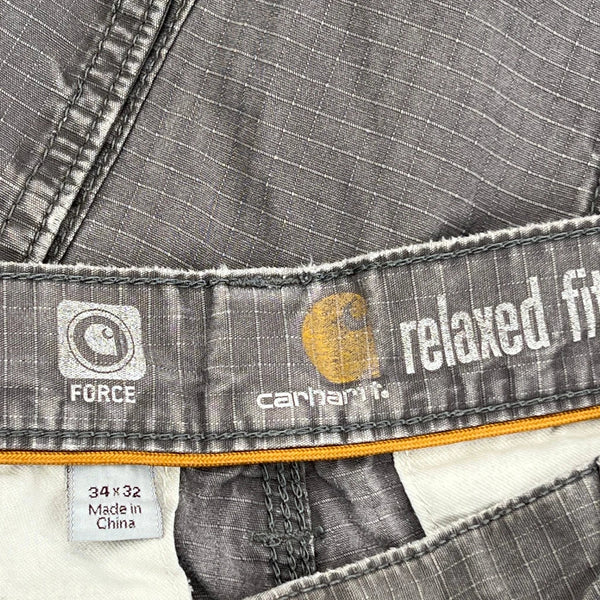 FORCE
carhartt.
relaxed fit
34 x 32
Made in
China